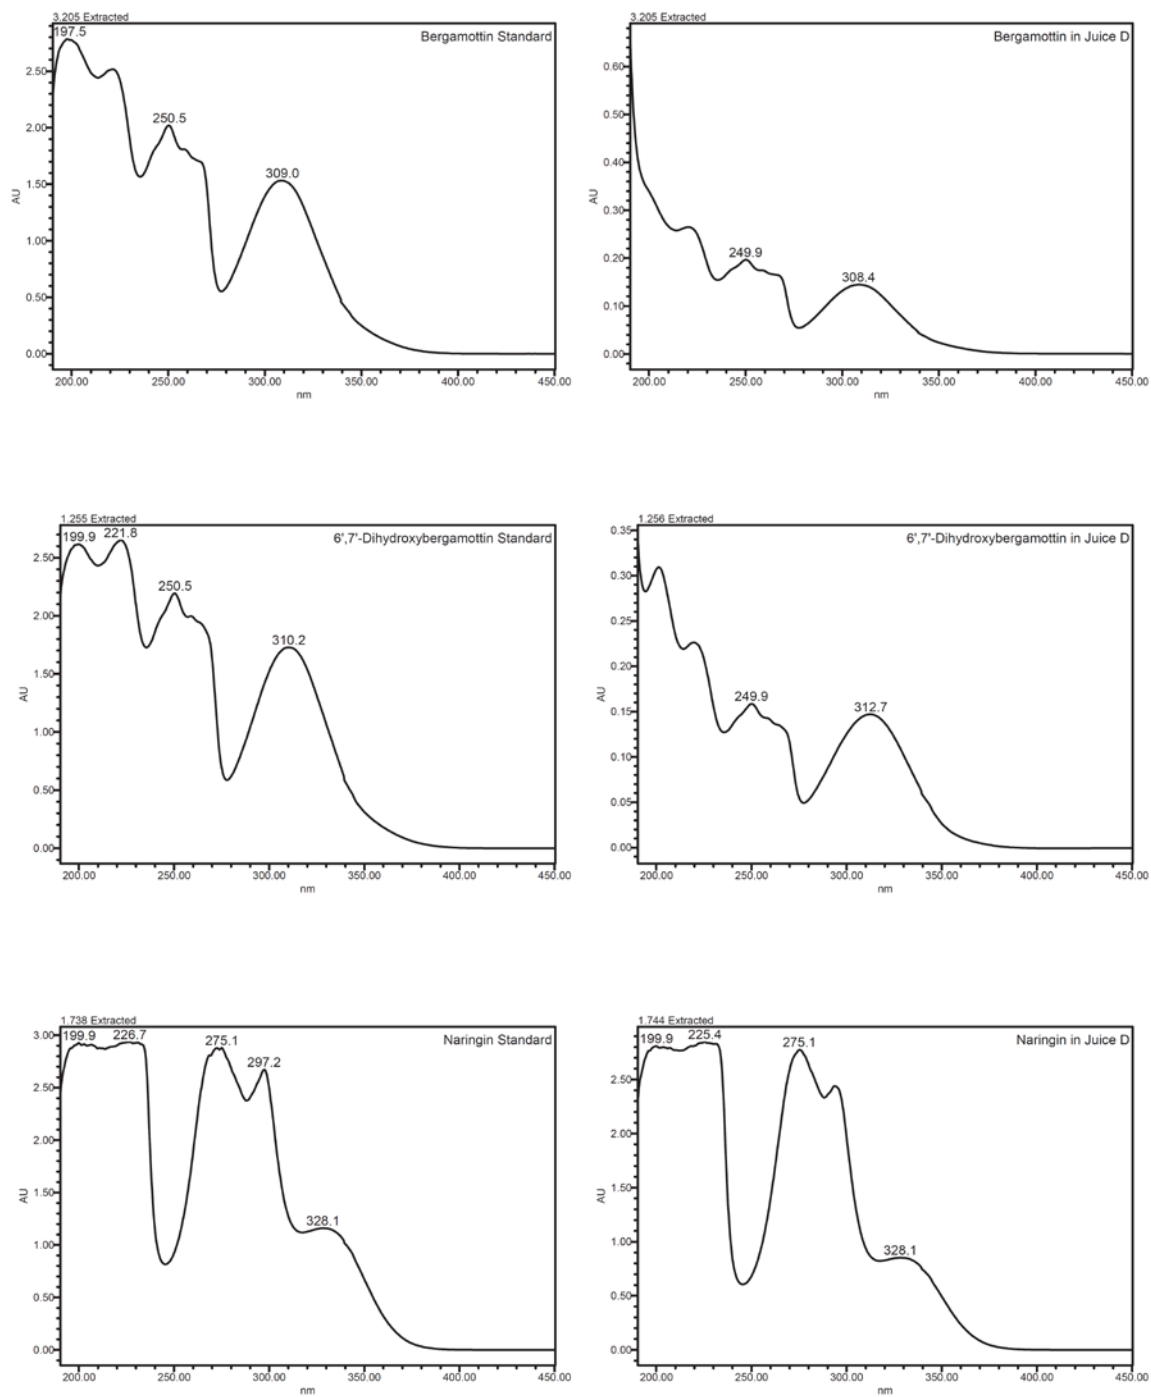 3.205 Extracted
Bergamottin Standard
197.5
250.5
309.0
2.50
2.00
1.50
1.00
0.50
0.00
AU
200.00 250.00 300.00 350.00 400.00 450.00
nm
3.205 Extracted
Bergamottin in Juice D
249.9
308.4
0.60
0.50
0.40
0.30
0.20
0.10
0.00
AU
200.00 250.00 300.00 350.00 400.00 450.00
nm
1.255 Extracted
6',7'-Dihydroxybergamottin Standard
199.9 221.8
250.5
310.2
2.50
2.00
1.50
1.00
0.50
0.00
AU
200.00 250.00 300.00 350.00 400.00 450.00
nm
1.256 Extracted
6',7'-Dihydroxybergamottin in Juice D
249.9
312.7
0.35
0.30
0.25
0.20
0.15
0.10
0.05
0.00
AU
200.00 250.00 300.00 350.00 400.00 450.00
nm
1.738 Extracted
Naringin Standard
199.9 226.7 275.1
297.2
328.1
3.00
2.50
2.00
1.50
1.00
0.50
0.00
AU
200.00 250.00 300.00 350.00 400.00 450.00
nm
1.744 Extracted
Naringin in Juice D
199.9 225.4 275.1
328.1
2.50
2.00
1.50
1.00
0.50
0.00
AU
200.00 250.00 300.00 350.00 400.00 450.00
nm